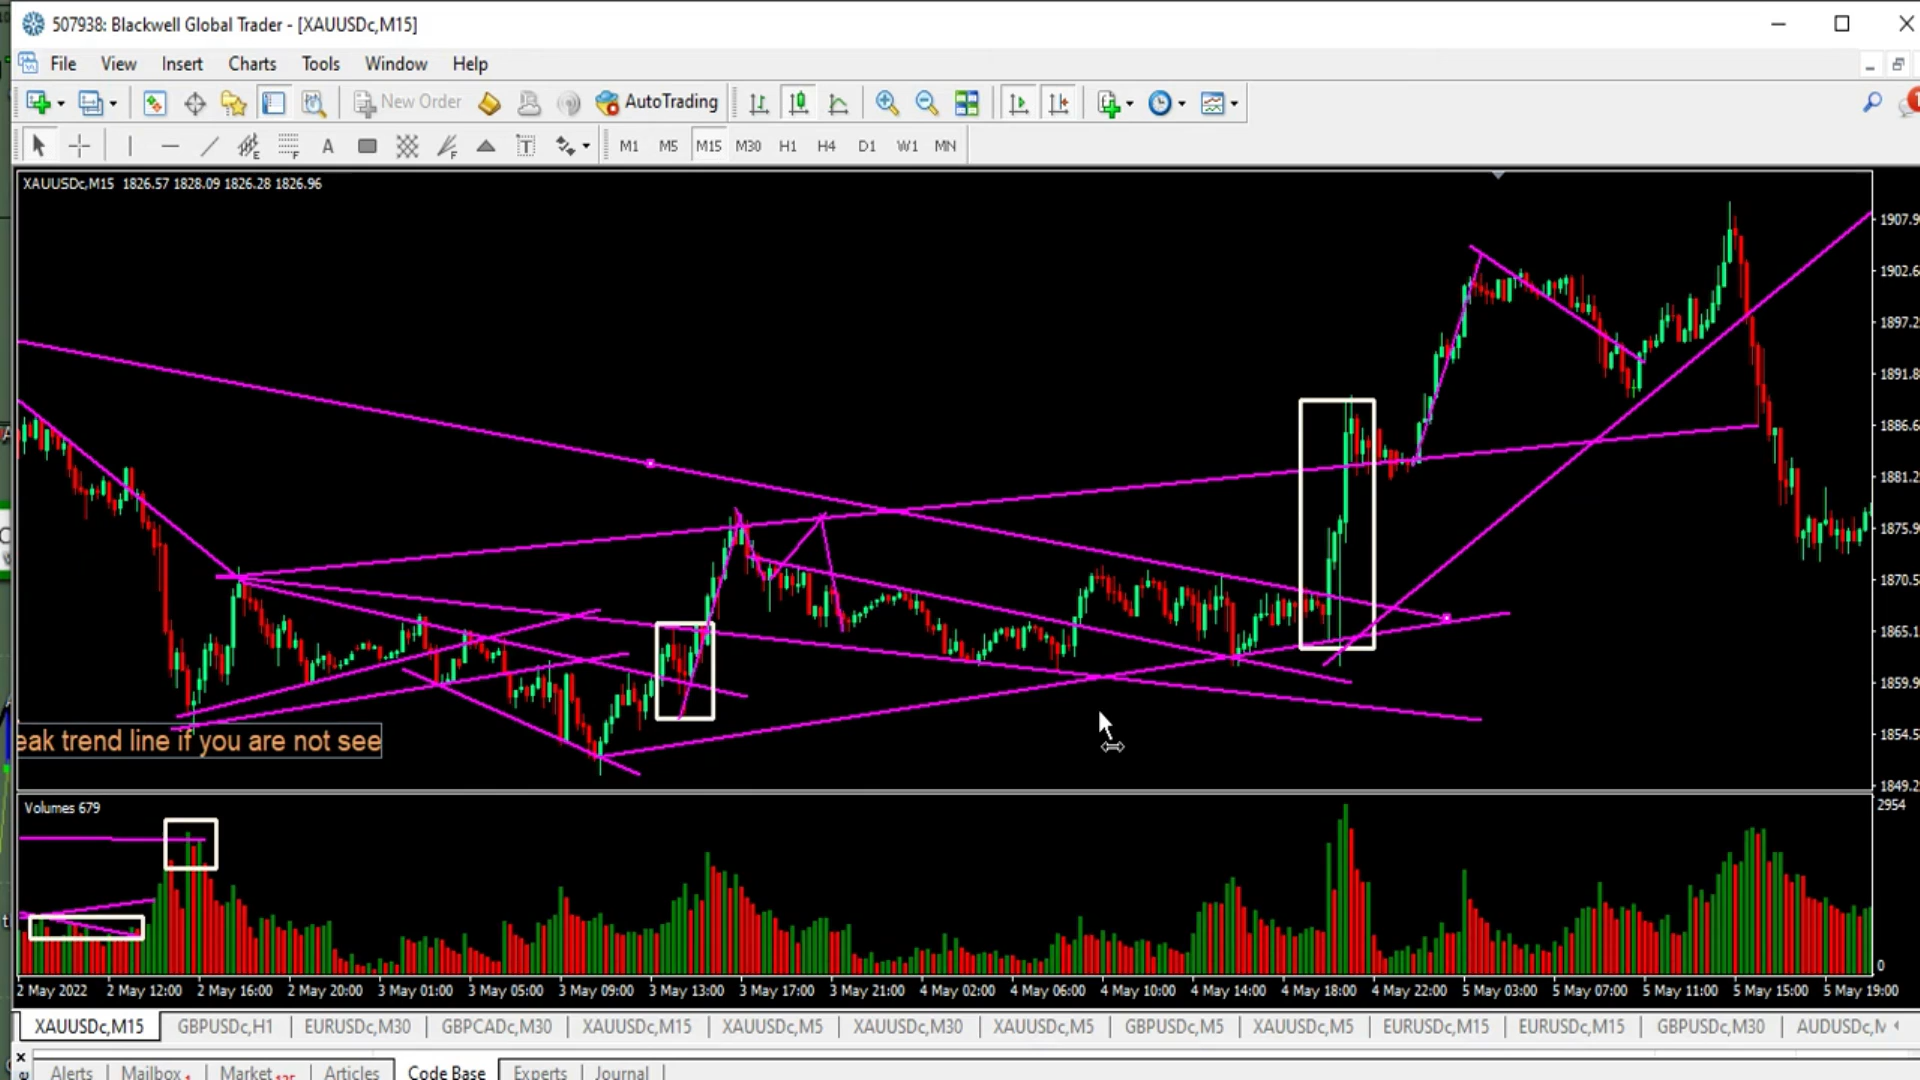 507938: Blackwell Global Trader - [XAUUSDc,M15]
File View Insert Charts Tools Window Help
New Order AutoTrading
A T M1 M5 M15 M30 H1 H4 D1 W1 MN
XAUUSDc,M15 1826.57 1828.09 1826.28 1826.96
1907.9
1902.6
1897.2
1891.8
1886.6
1881.2
1875.9
1870.5
1865.1
1859.9
1854.5
1849.2
eak trend line if you are not see
Volumes 679
2954
0
2 May 2022 2 May 12:00 2 May 16:00 2 May 20:00 3 May 01:00 3 May 05:00 3 May 09:00 3 May 13:00 3 May 17:00 3 May 21:00 4 May 02:00 4 May 06:00 4 May 10:00 4 May 14:00 4 May 18:00 4 May 22:00 5 May 03:00 5 May 07:00 5 May 11:00 5 May 15:00 5 May 19:00
XAUUSDc,M15 GBPUSDc,H1 EURUSDc,M30 GBPCADc,M30 XAUUSDc,M15 XAUUSDc,M5 XAUUSDc,M30 XAUUSDc,M5 GBPUSDc,M5 XAUUSDc,M5 EURUSDc,M15 EURUSDc,M15 GBPUSDc,M30 AUDUSDc,M
Alerts Mailbox Market Articles Code Base Experts Journal